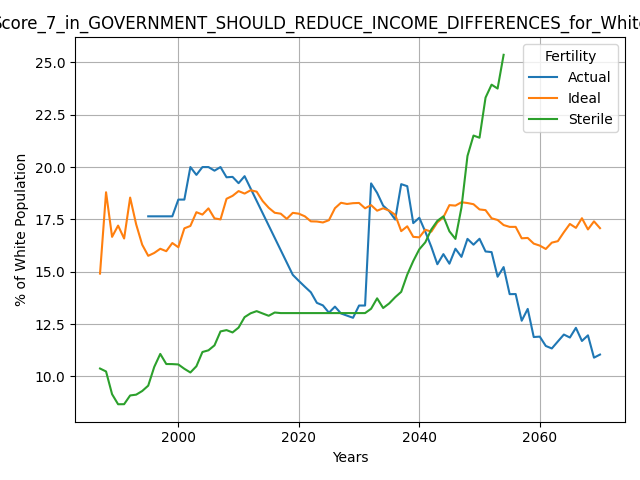 Score_7_in_GOVERNMENT_SHOULD_REDUCE_INCOME_DIFFERENCES_for_White
Fertility
Actual
Ideal
Sterile
25.0
22.5
20.0
17.5
15.0
12.5
10.0
% of White Population
2000
2020
2040
2060
Years